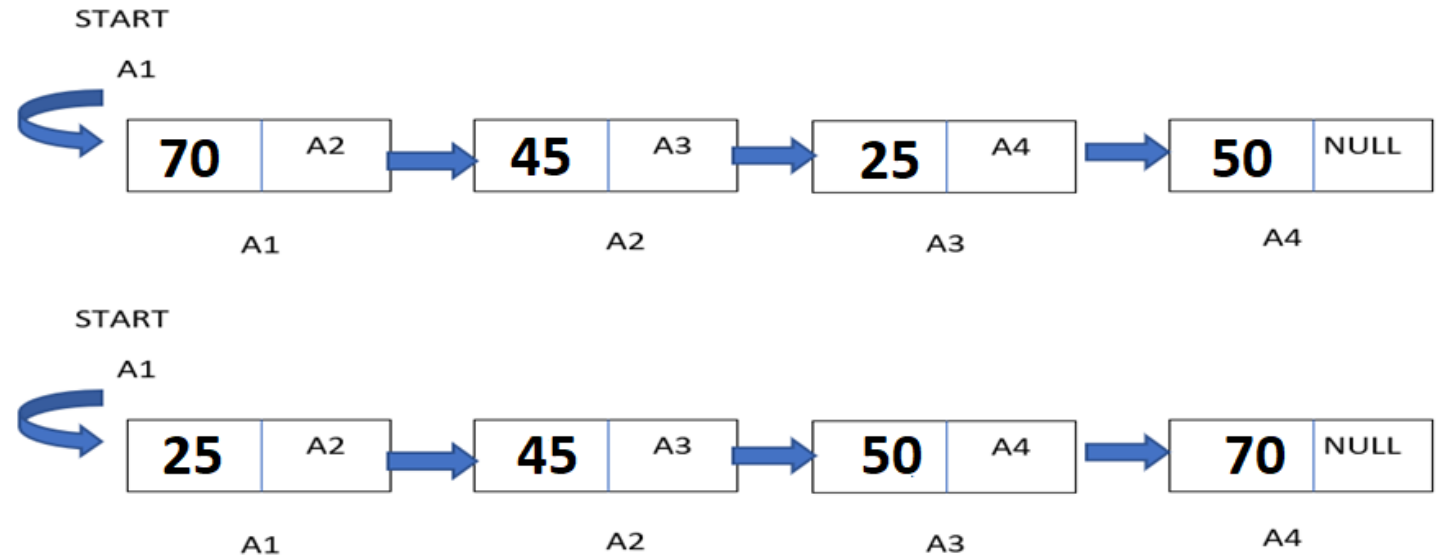 START
A1
70 A2 45 A3 25 A4 50 NULL
A1 A2 A3 A4
START
A1
25 A2 45 A3 50 A4 70 NULL
A1 A2 A3 A4